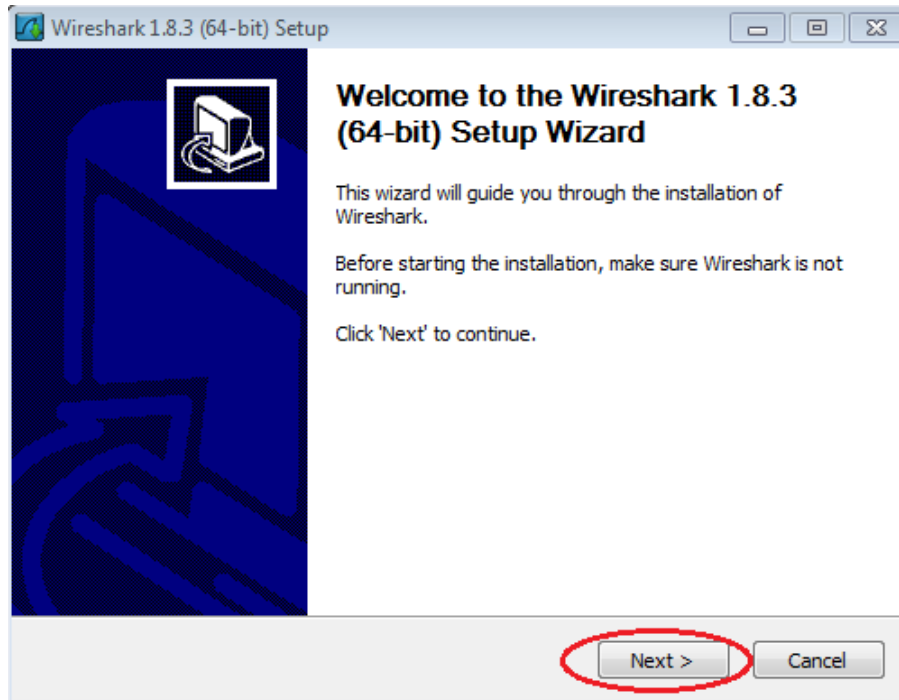 Wireshark 1.8.3 (64-bit) Setup
Welcome to the Wireshark 1.8.3
(64-bit) Setup Wizard
This wizard will guide you through the installation of
Wireshark.
Before starting the installation, make sure Wireshark is not
running.
Click 'Next' to continue.
Next >
Cancel